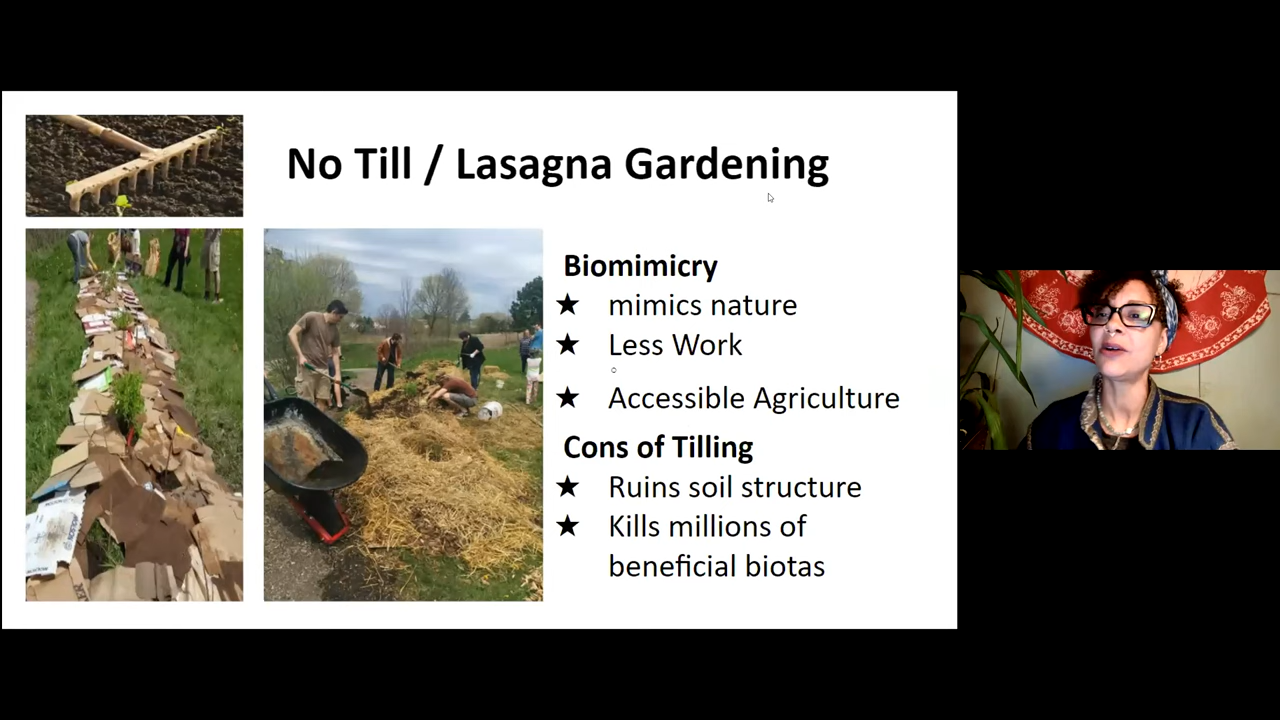 No Till / Lasagna Gardening
Biomimicry
★ mimics nature
★ Less Work
★ Accessible Agriculture
Cons of Tilling
★ Ruins soil structure
★ Kills millions of
beneficial biotas